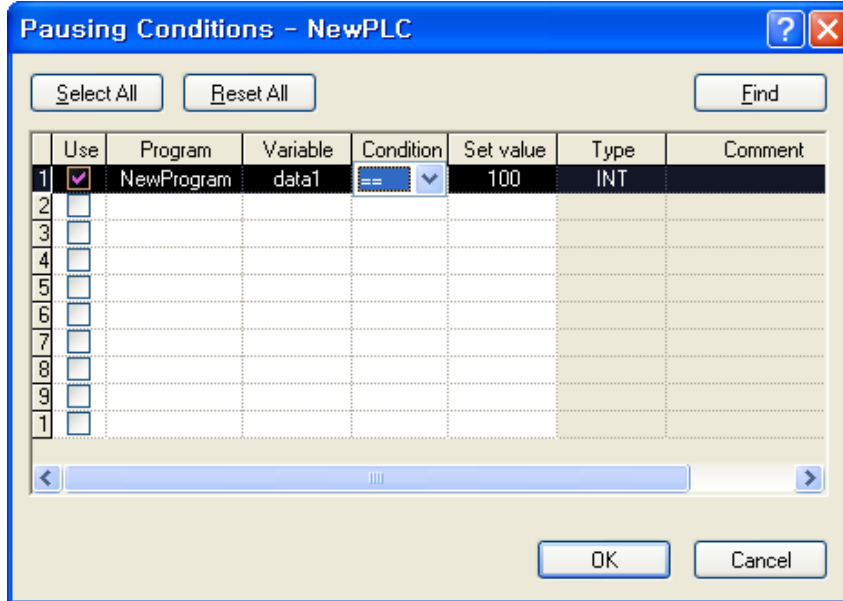 Pausing Conditions - NewPLC
Select All Reset All Find
Use Program Variable Condition Set value Type Comment
1 NewProgram data1 == 100 INT
2
3
4
5
6
7
8
9
1
OK Cancel